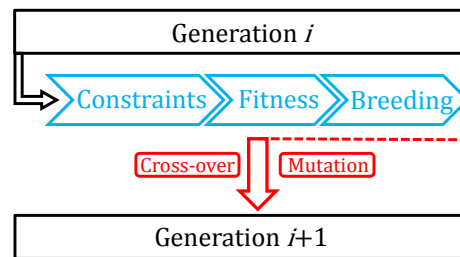 Generation i
Constraints Fitness Breeding
Cross-over Mutation
Generation i+1